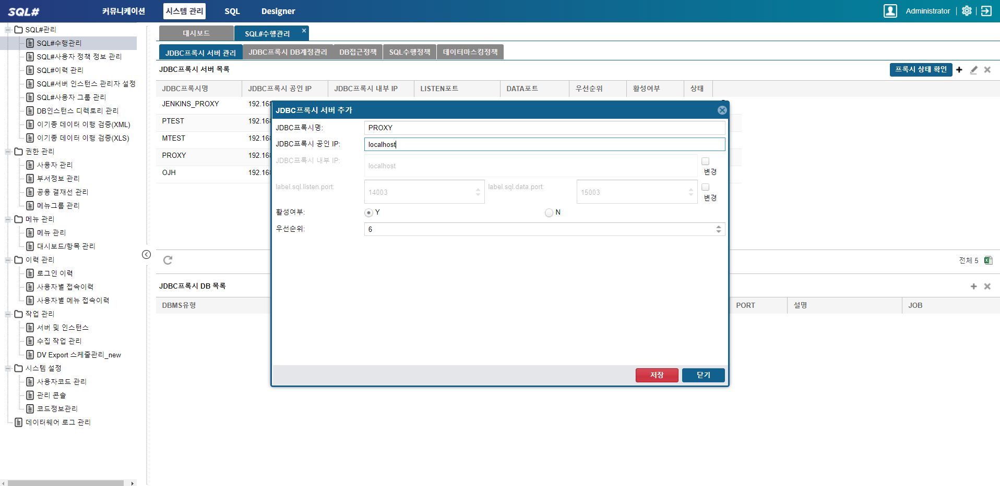 SQL#
커뮤니케이션 시스템 관리 SQL Designer
Administrator
SQL#관리
SQL#수행관리
SQL#사용자 정책 정보 관리
SQL#이력 관리
SQL#서버 인스턴스 관리자 설정
SQL#사용자 그룹 관리
DB인스턴스 디렉토리 관리
이기종 데이터 이행 검증(XML)
이기종 데이터 이행 검증(XLS)
권한 관리
사용자 관리
부서정보 관리
공용 결재선 관리
메뉴그룹 관리
메뉴 관리
메뉴 관리
대시보드/항목 관리
이력 관리
로그인 이력
사용자별 접속이력
사용자별 메뉴 접속이력
작업 관리
서버 및 인스턴스
수집 작업 관리
DV Export 스케줄관리_new
시스템 설정
사용자코드 관리
관리 콘솔
코드정보관리
데이터웨어 로그 관리
대시보드 SQL#수행관리
JDBC프록시 서버 관리 JDBC프록시 DB계정관리 DB접근정책 SQL수행정책 데이터마스킹정책
JDBC프록시 서버 목록
프록시 상태 확인
JDBC프록시명 JDBC프록시 공인 IP JDBC프록시 내부 IP LISTEN포트 DATA포트 우선순위 활성여부 상태
JENKINS_PROXY 192.168
PTEST 192.168
MTEST 192.168
PROXY 192.168
OJH 192.168
JDBC프록시 서버 추가
JDBC프록시명: PROXY
JDBC프록시 공인 IP: localhost
JDBC프록시 내부 IP: localhost 변경
label.sql.listen.port: 14003 label.sql.data.port: 15003 변경
활성여부: Y N
우선순위: 6
저장 닫기
전체 5
JDBC프록시 DB 목록
DBMS유형 PORT 설명 JOB